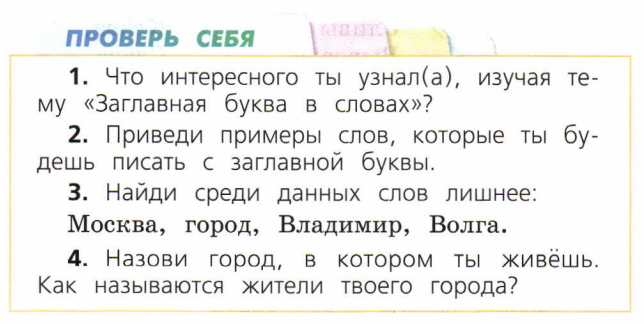 ПРОВЕРЬ СЕБЯ
1. Что интересного ты узнал(а), изучая те-
му «Заглавная буква в словах»?
2. Приведи примеры слов, которые ты бу-
дешь писать с заглавной буквы.
3. Найди среди данных слов лишнее:
Москва, город, Владимир, Волга.
4. Назови город, в котором ты живёшь.
Как называются жители твоего города?